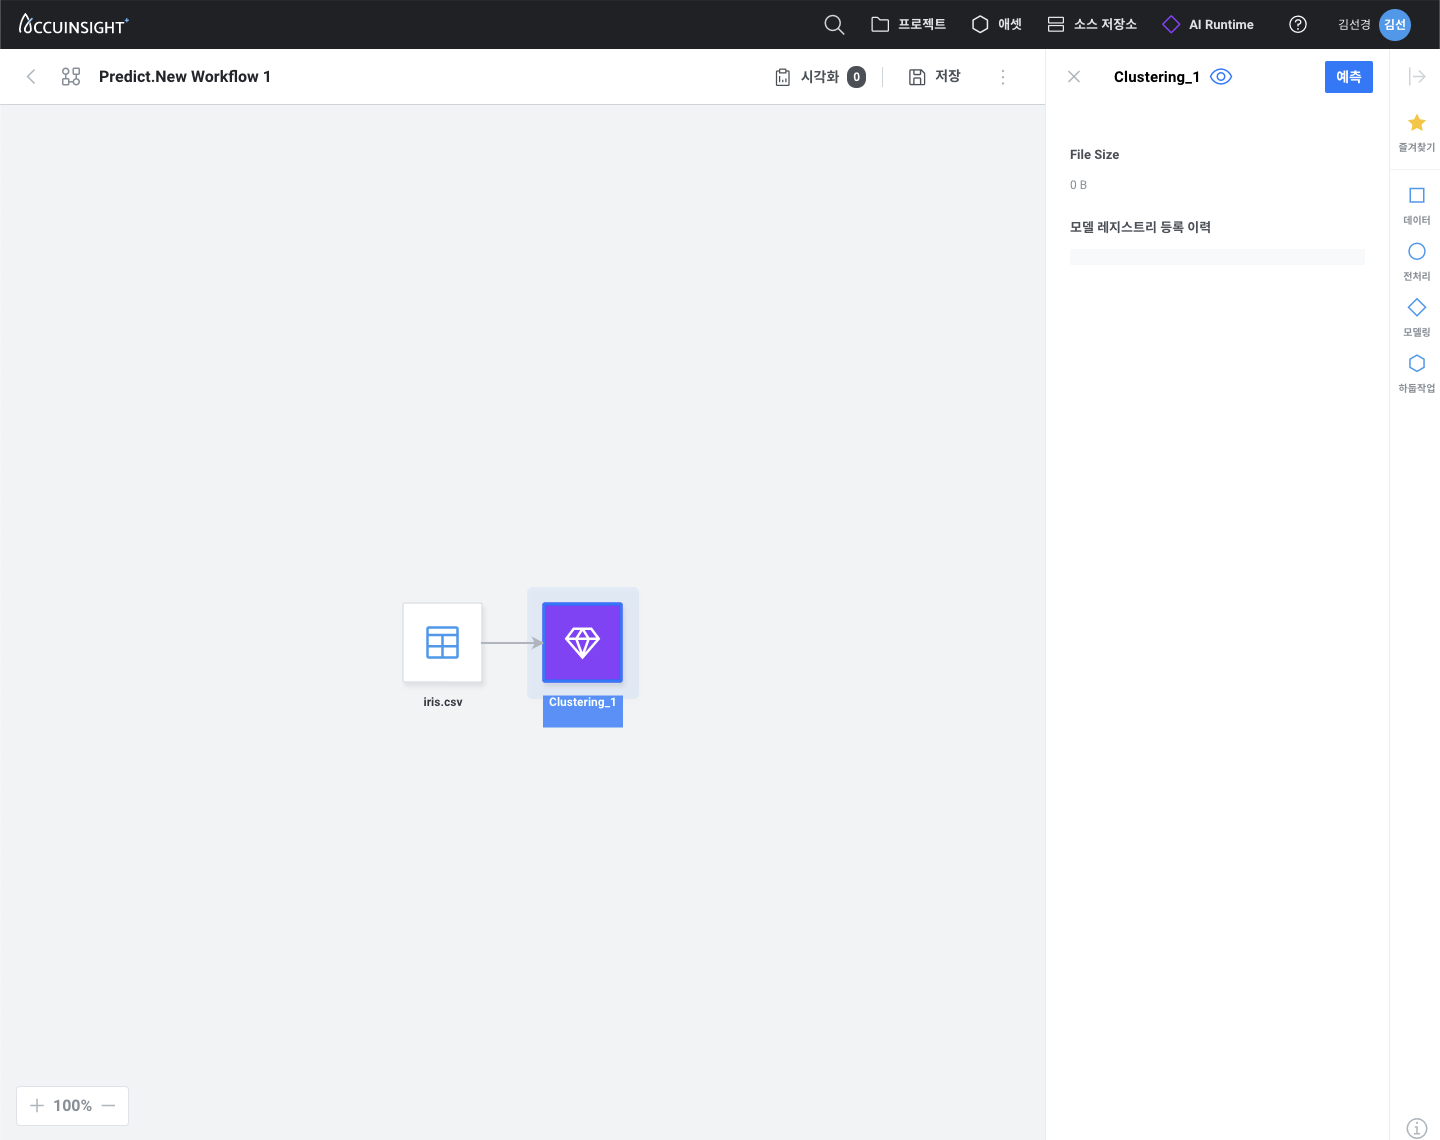 ACCUINSIGHT+
프로젝트
애셋
소스 저장소
AI Runtime
김선경
김선
Predict.New Workflow 1
시각화 0
저장
Clustering_1
예측
File Size
0 B
모델 레지스트리 등록 이력
즐겨찾기
데이터
전처리
모델링
하둡작업
iris.csv
Clustering_1
100%